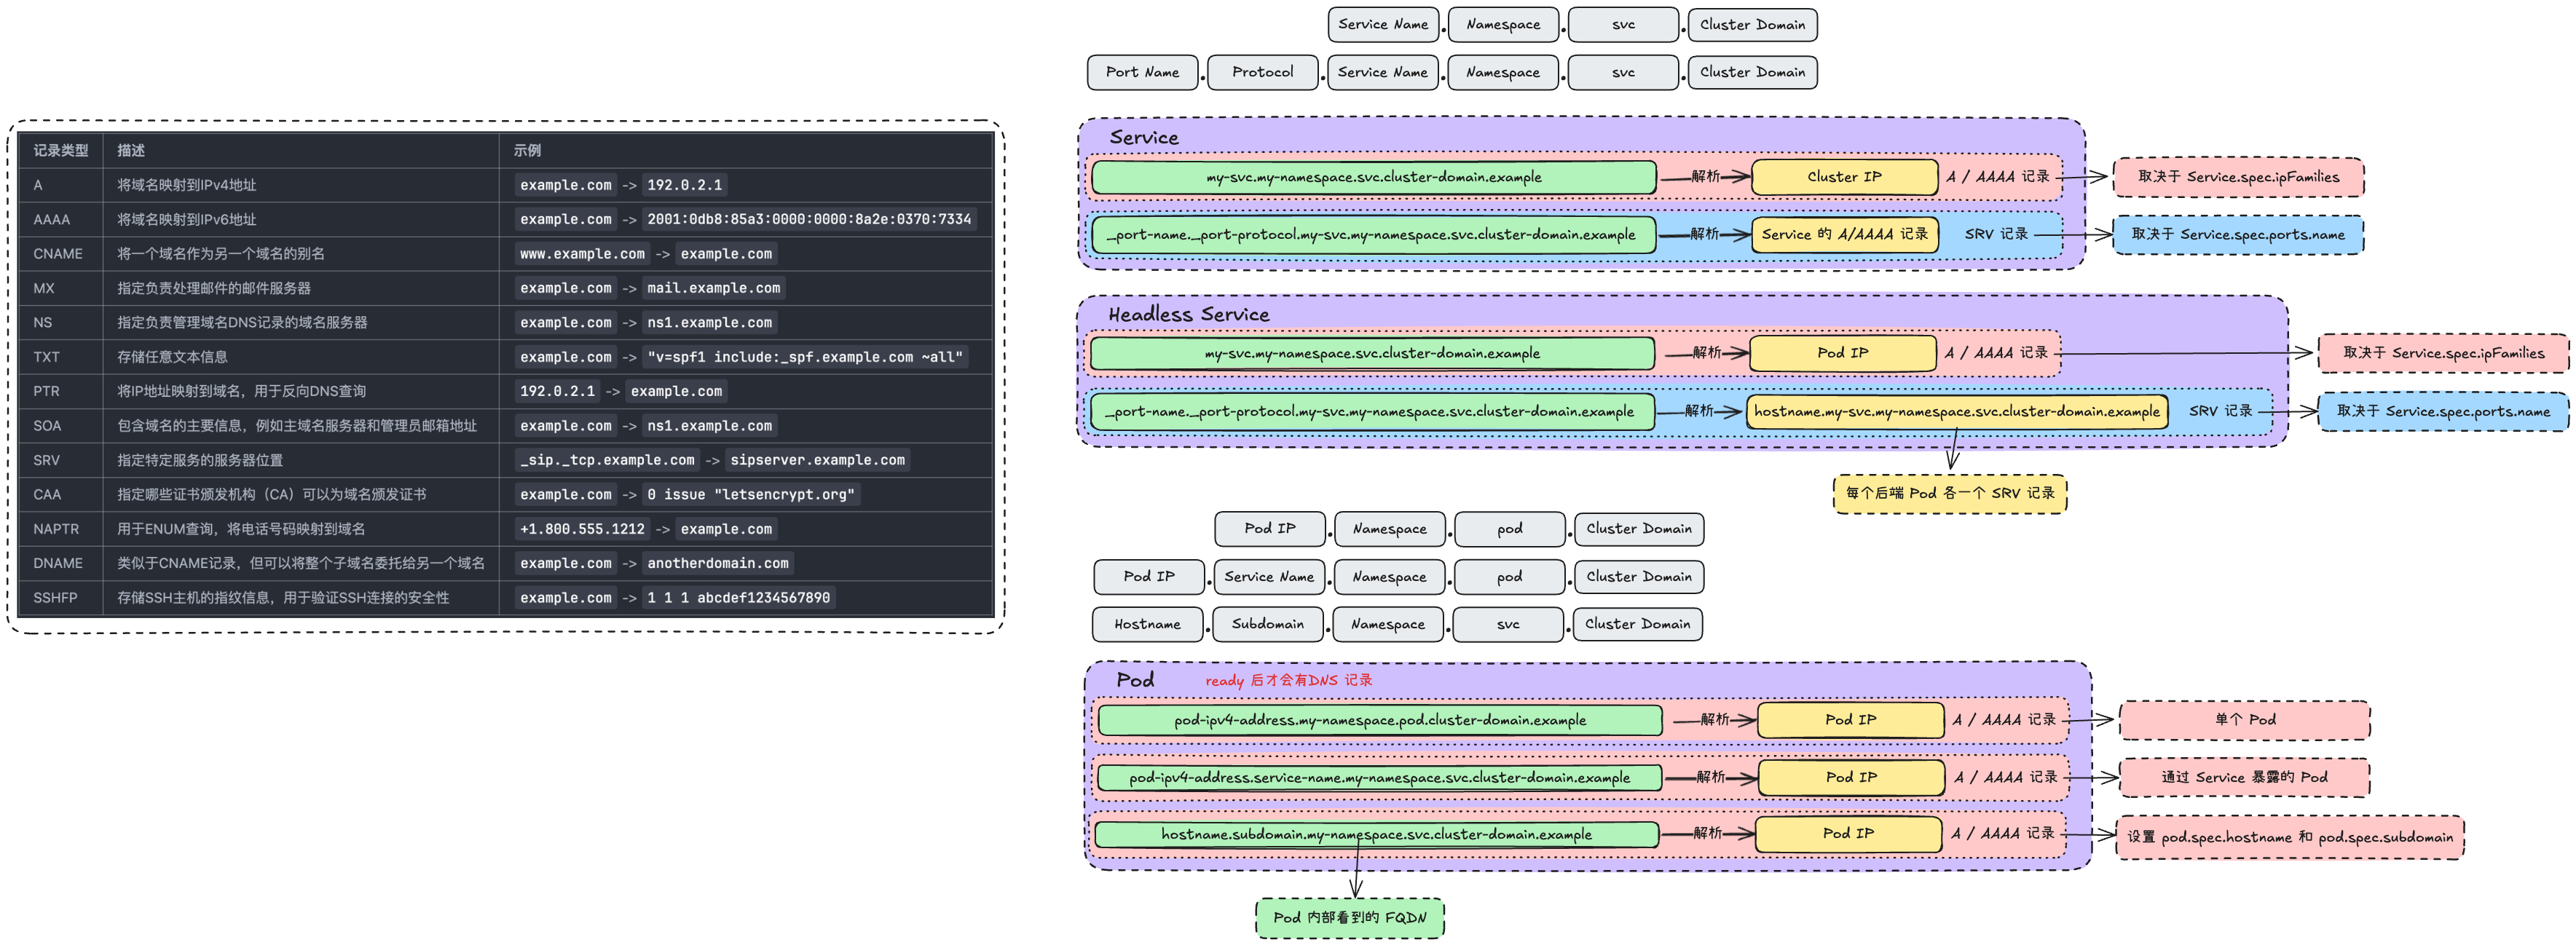 记录类型 描述 示例
A 将域名映射到IPv4地址 example.com -> 192.0.2.1
AAAA 将域名映射到IPv6地址 example.com -> 2001:0db8:85a3:0000:0000:8a2e:0370:7334
CNAME 将一个域名作为另一个域名的别名 www.example.com -> example.com
MX 指定负责处理邮件的邮件服务器 example.com -> mail.example.com
NS 指定负责管理域名DNS记录的域名服务器 example.com -> ns1.example.com
TXT 存储任意文本信息 example.com -> "v=spf1 include:_spf.example.com ~all"
PTR 将IP地址映射到域名，用于反向DNS查询 192.0.2.1 -> example.com
SOA 包含域名的主要信息，例如主域名服务器和管理员邮箱地址 example.com -> ns1.example.com
SRV 指定特定服务的服务器位置 _sip._tcp.example.com -> sipserver.example.com
CAA 指定哪些证书颁发机构（CA）可以为域名颁发证书 example.com -> 0 issue "letsencrypt.org"
NAPTR 用于ENUM查询，将电话号码映射到域名 +1.800.555.1212 -> example.com
DNAME 类似于CNAME记录，但可以将整个子域名委托给另一个域名 example.com -> anotherdomain.com
SSHFP 存储SSH主机的指纹信息，用于验证SSH连接的安全性 example.com -> 1 1 1 abcdef1234567890
Service Name . Namespace . svc . Cluster Domain
Port Name . Protocol . Service Name . Namespace . svc . Cluster Domain
Service
my-svc.my-namespace.svc.cluster-domain.example 解析 Cluster IP A / AAAA 记录 取决于 Service.spec.ipFamilies
_port-name._port-protocol.my-svc.my-namespace.svc.cluster-domain.example 解析 Service 的 A/AAAA 记录 SRV 记录 取决于 Service.spec.ports.name
Headless Service
my-svc.my-namespace.svc.cluster-domain.example 解析 Pod IP A / AAAA 记录 取决于 Service.spec.ipFamilies
_port-name._port-protocol.my-svc.my-namespace.svc.cluster-domain.example 解析 hostname.my-svc.my-namespace.svc.cluster-domain.example SRV 记录 取决于 Service.spec.ports.name
每个后端 Pod 各一个 SRV 记录
Pod IP . Namespace . pod . Cluster Domain
Pod IP . Service Name . Namespace . pod . Cluster Domain
Hostname . Subdomain . Namespace . svc . Cluster Domain
Pod ready 后才会有DNS 记录
pod-ipv4-address.my-namespace.pod.cluster-domain.example 解析 Pod IP A / AAAA 记录 单个 Pod
pod-ipv4-address.service-name.my-namespace.svc.cluster-domain.example 解析 Pod IP A / AAAA 记录 通过 Service 暴露的 Pod
hostname.subdomain.my-namespace.svc.cluster-domain.example 解析 Pod IP A / AAAA 记录 设置 pod.spec.hostname 和 pod.spec.subdomain
Pod 内部看到的 FQDN